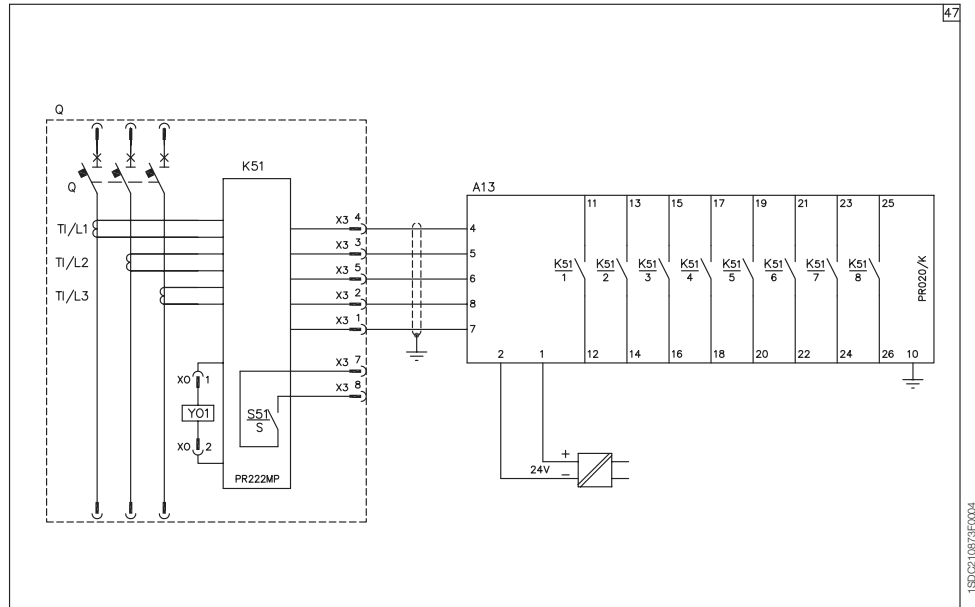 47
Q
K51
Q
A13
11 13 15 17 19 21 23 25
TI/L1
X3 4
4
TI/L2
X3 3
5
TI/L3
X3 5
6
X3 2
8
X3 1
7
K51 K51 K51 K51 K51 K51 K51 K51
1 2 3 4 5 6 7 8
PR020/K
2 1 12 14 16 18 20 22 24 26 10
X3 7
X3 8
X0 1
Y01
X0 2
S51
S
PR222MP
24V + −
1SDC210873F0004